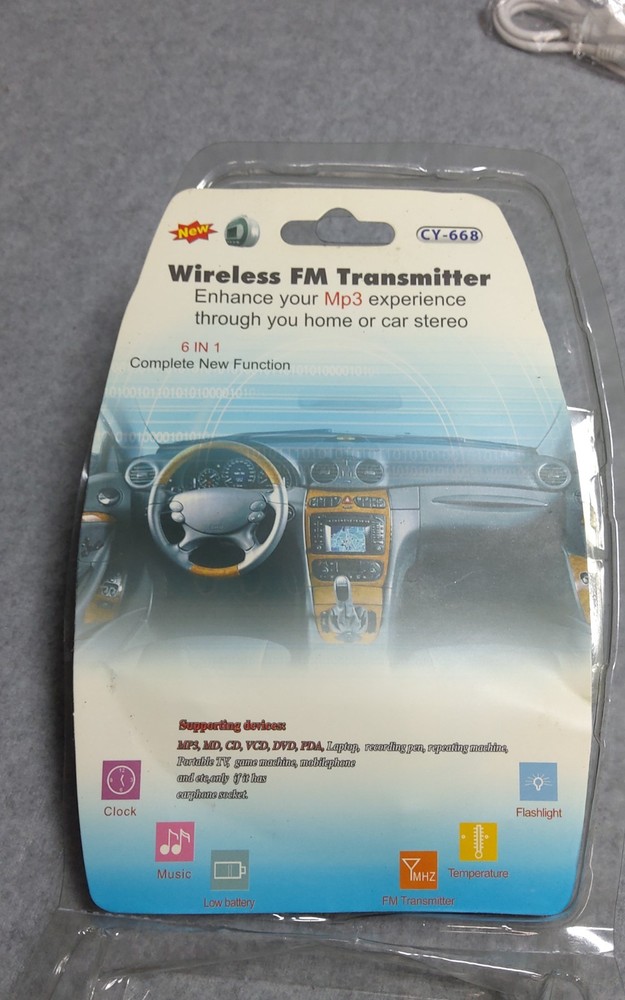 New
CY-668
Wireless FM Transmitter
Enhance your Mp3 experience
through you home or car stereo
6 IN 1
Complete New Function
Supporting devices:
MP3, MD, CD, VCD, DVD, PDA, Laptop, recording pen, repeating machine,
Portable TV, game machine, mobilephone
and etc,only if it has
earphone socket.
Clock
Flashlight
Music
Temperature
MHZ
Low battery
FM Transmitter